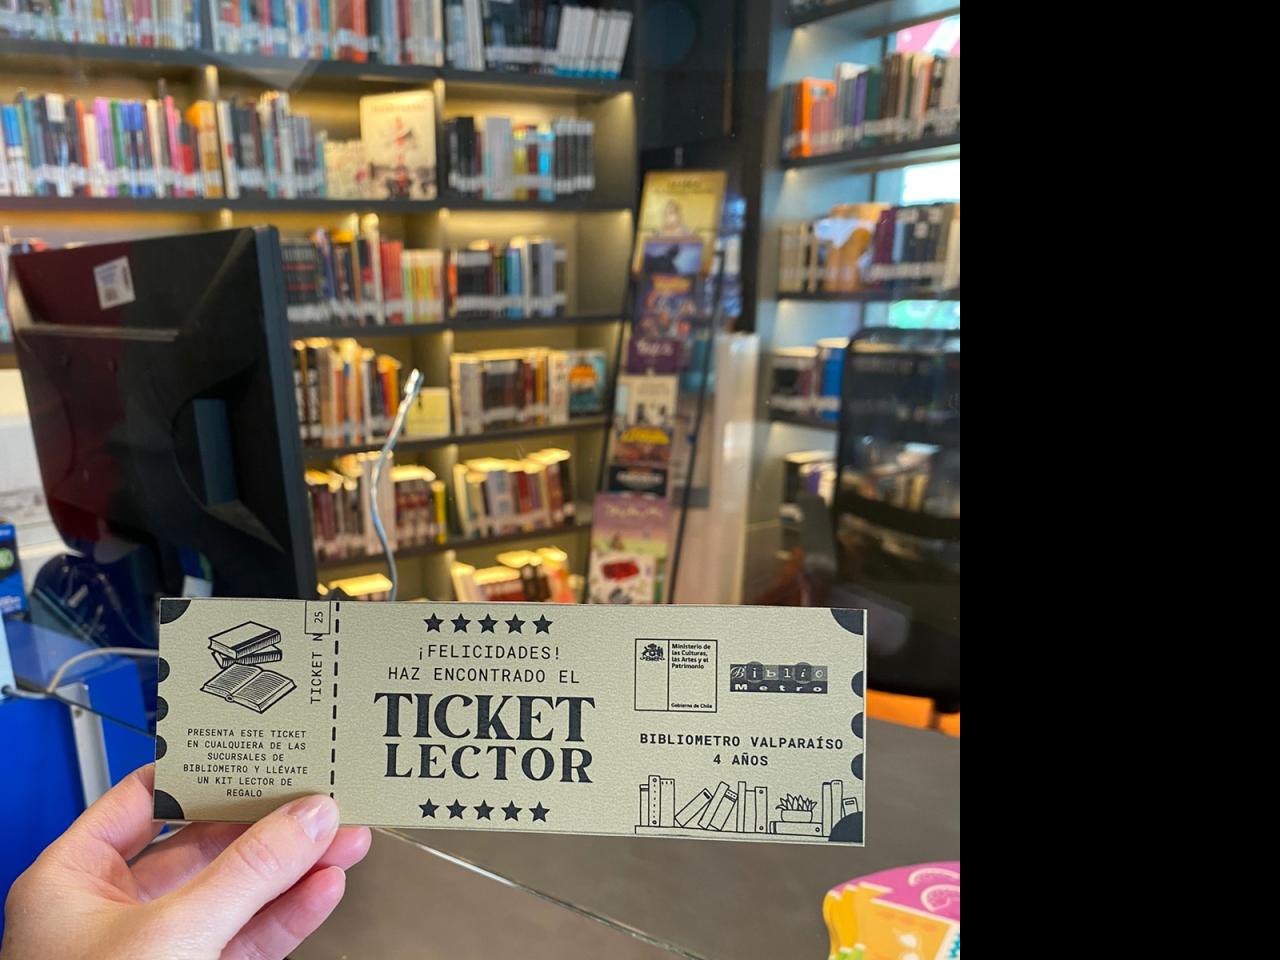 PRESENTA ESTE TICKET
EN CUALQUIERA DE LAS
SUCURSALES DE
BIBLIOMETRO Y LLÉVATE
UN KIT LECTOR DE
REGALO
TICKET N 25
¡FELICIDADES!
HAZ ENCONTRADO EL
TICKET
LECTOR
Ministerio de
las Culturas,
las Artes y el
Patrimonio
Gobierno de Chile
Biblio
Metro
BIBLIOMETRO VALPARAÍSO
4 AÑOS